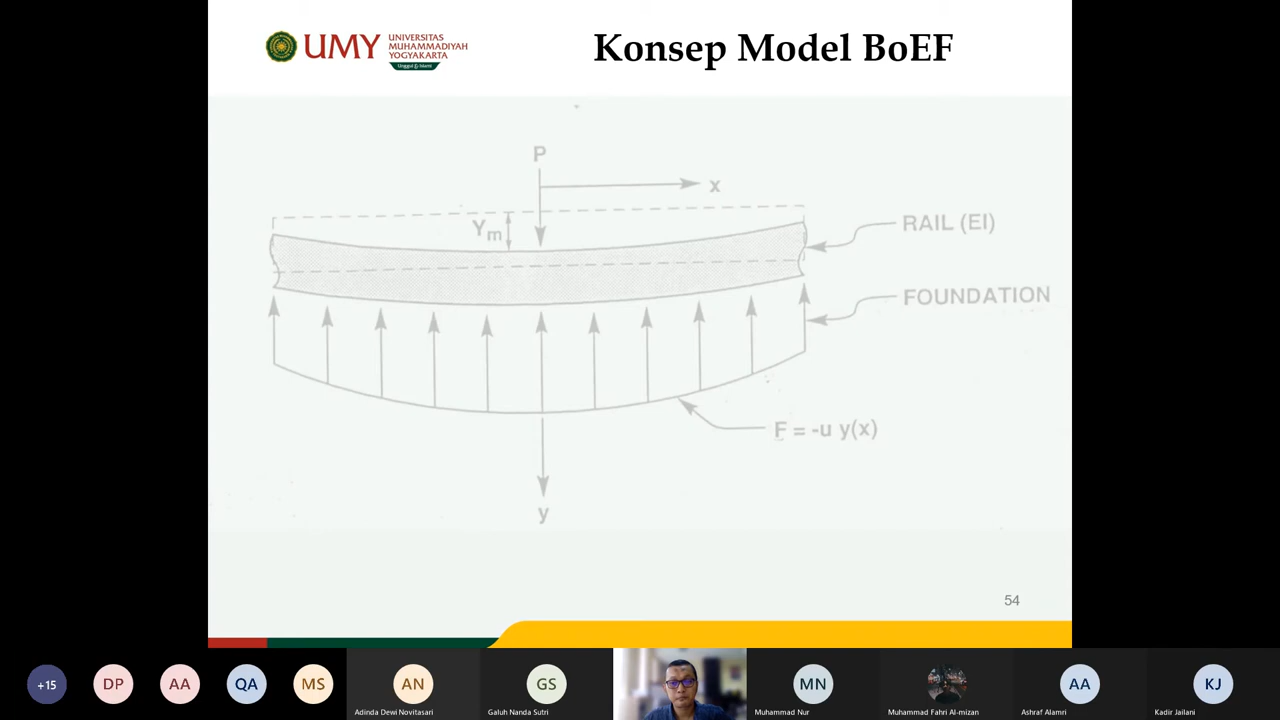 UMY
UNIVERSITAS
MUHAMMADIYAH
YOGYAKARTA
Unggul & Islami
Konsep Model BoEF
P
x
Ym
RAIL (EI)
FOUNDATION
F = -u y(x)
y
54
+15
DP
AA
QA
MS
AN
Adinda Dewi Novitasari
GS
Galuh Nanda Sutri
MN
Muhammad Nur
Muhammad Fahri Al-mizan
AA
Ashraf Alamri
KJ
Kadir Jailani